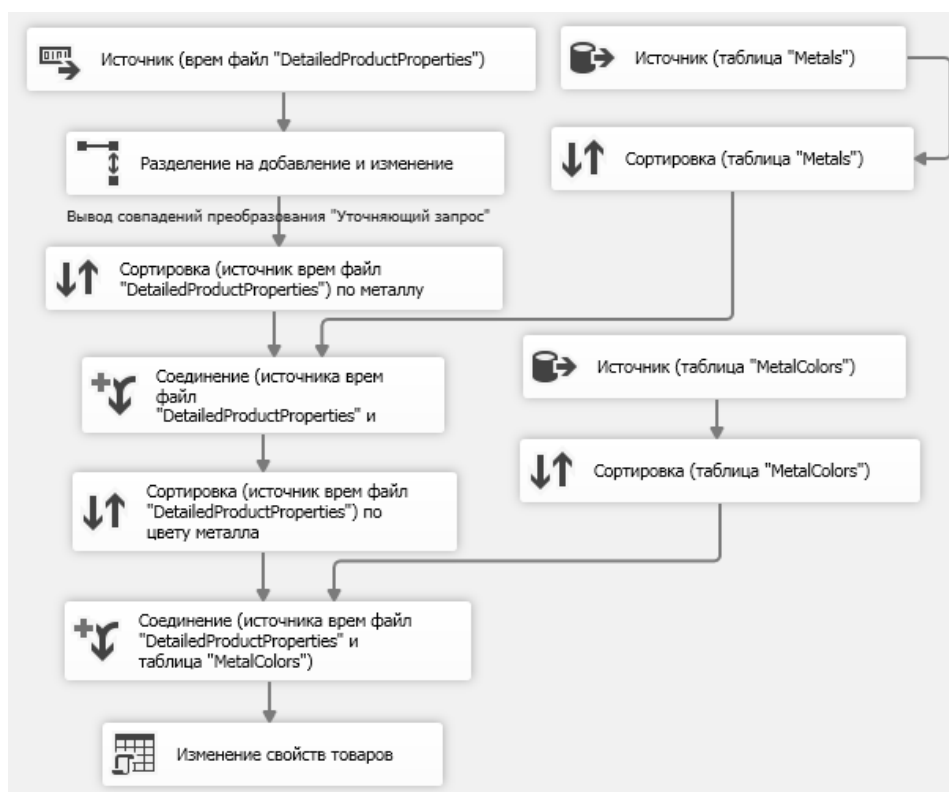 Источник (врем файл "DetailedProductProperties")
Источник (таблица "Metals")
Разделение на добавление и изменение
Сортировка (таблица "Metals")
Вывод совпадений преобразования "Уточняющий запрос"
Сортировка (источник врем файл
"DetailedProductProperties") по металлу
Соединение (источника врем
файл
"DetailedProductProperties" и
Источник (таблица "MetalColors")
Сортировка (таблица "MetalColors")
Сортировка (источник врем файл
"DetailedProductProperties") по
цвету металла
Соединение (источника врем файл
"DetailedProductProperties" и
таблица "MetalColors")
Изменение свойств товаров